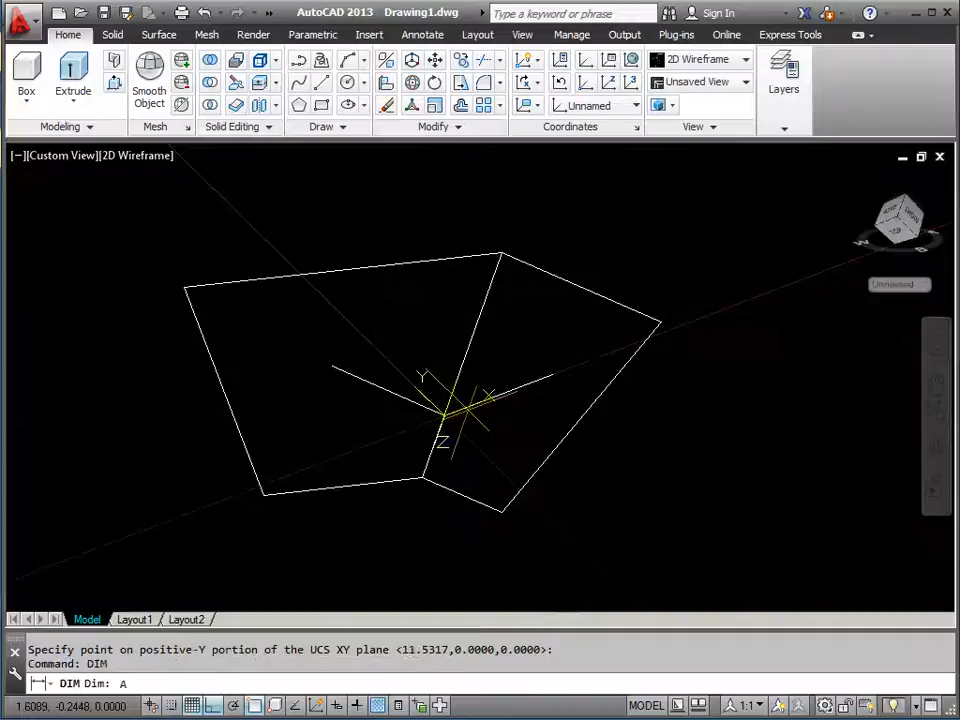 AutoCAD 2013 Drawing1.dwg
Type a keyword or phrase
Sign In
Home Solid Surface Mesh Render Parametric Insert Annotate Layout View Manage Output Plug-ins Online Express Tools
Box
Extrude
Smooth Object
2D Wireframe
Unsaved View
Unnamed
Layers
Modeling Mesh Solid Editing Draw Modify Coordinates View
[−][Custom View][2D Wireframe]
Unnamed
Y
X
Z
Model Layout1 Layout2
Specify point on positive-Y portion of the UCS XY plane <11.5317,0.0000,0.0000>:
Command: DIM
DIM Dim: A
1.6089, -0.2448, 0.0000
MODEL
1:1